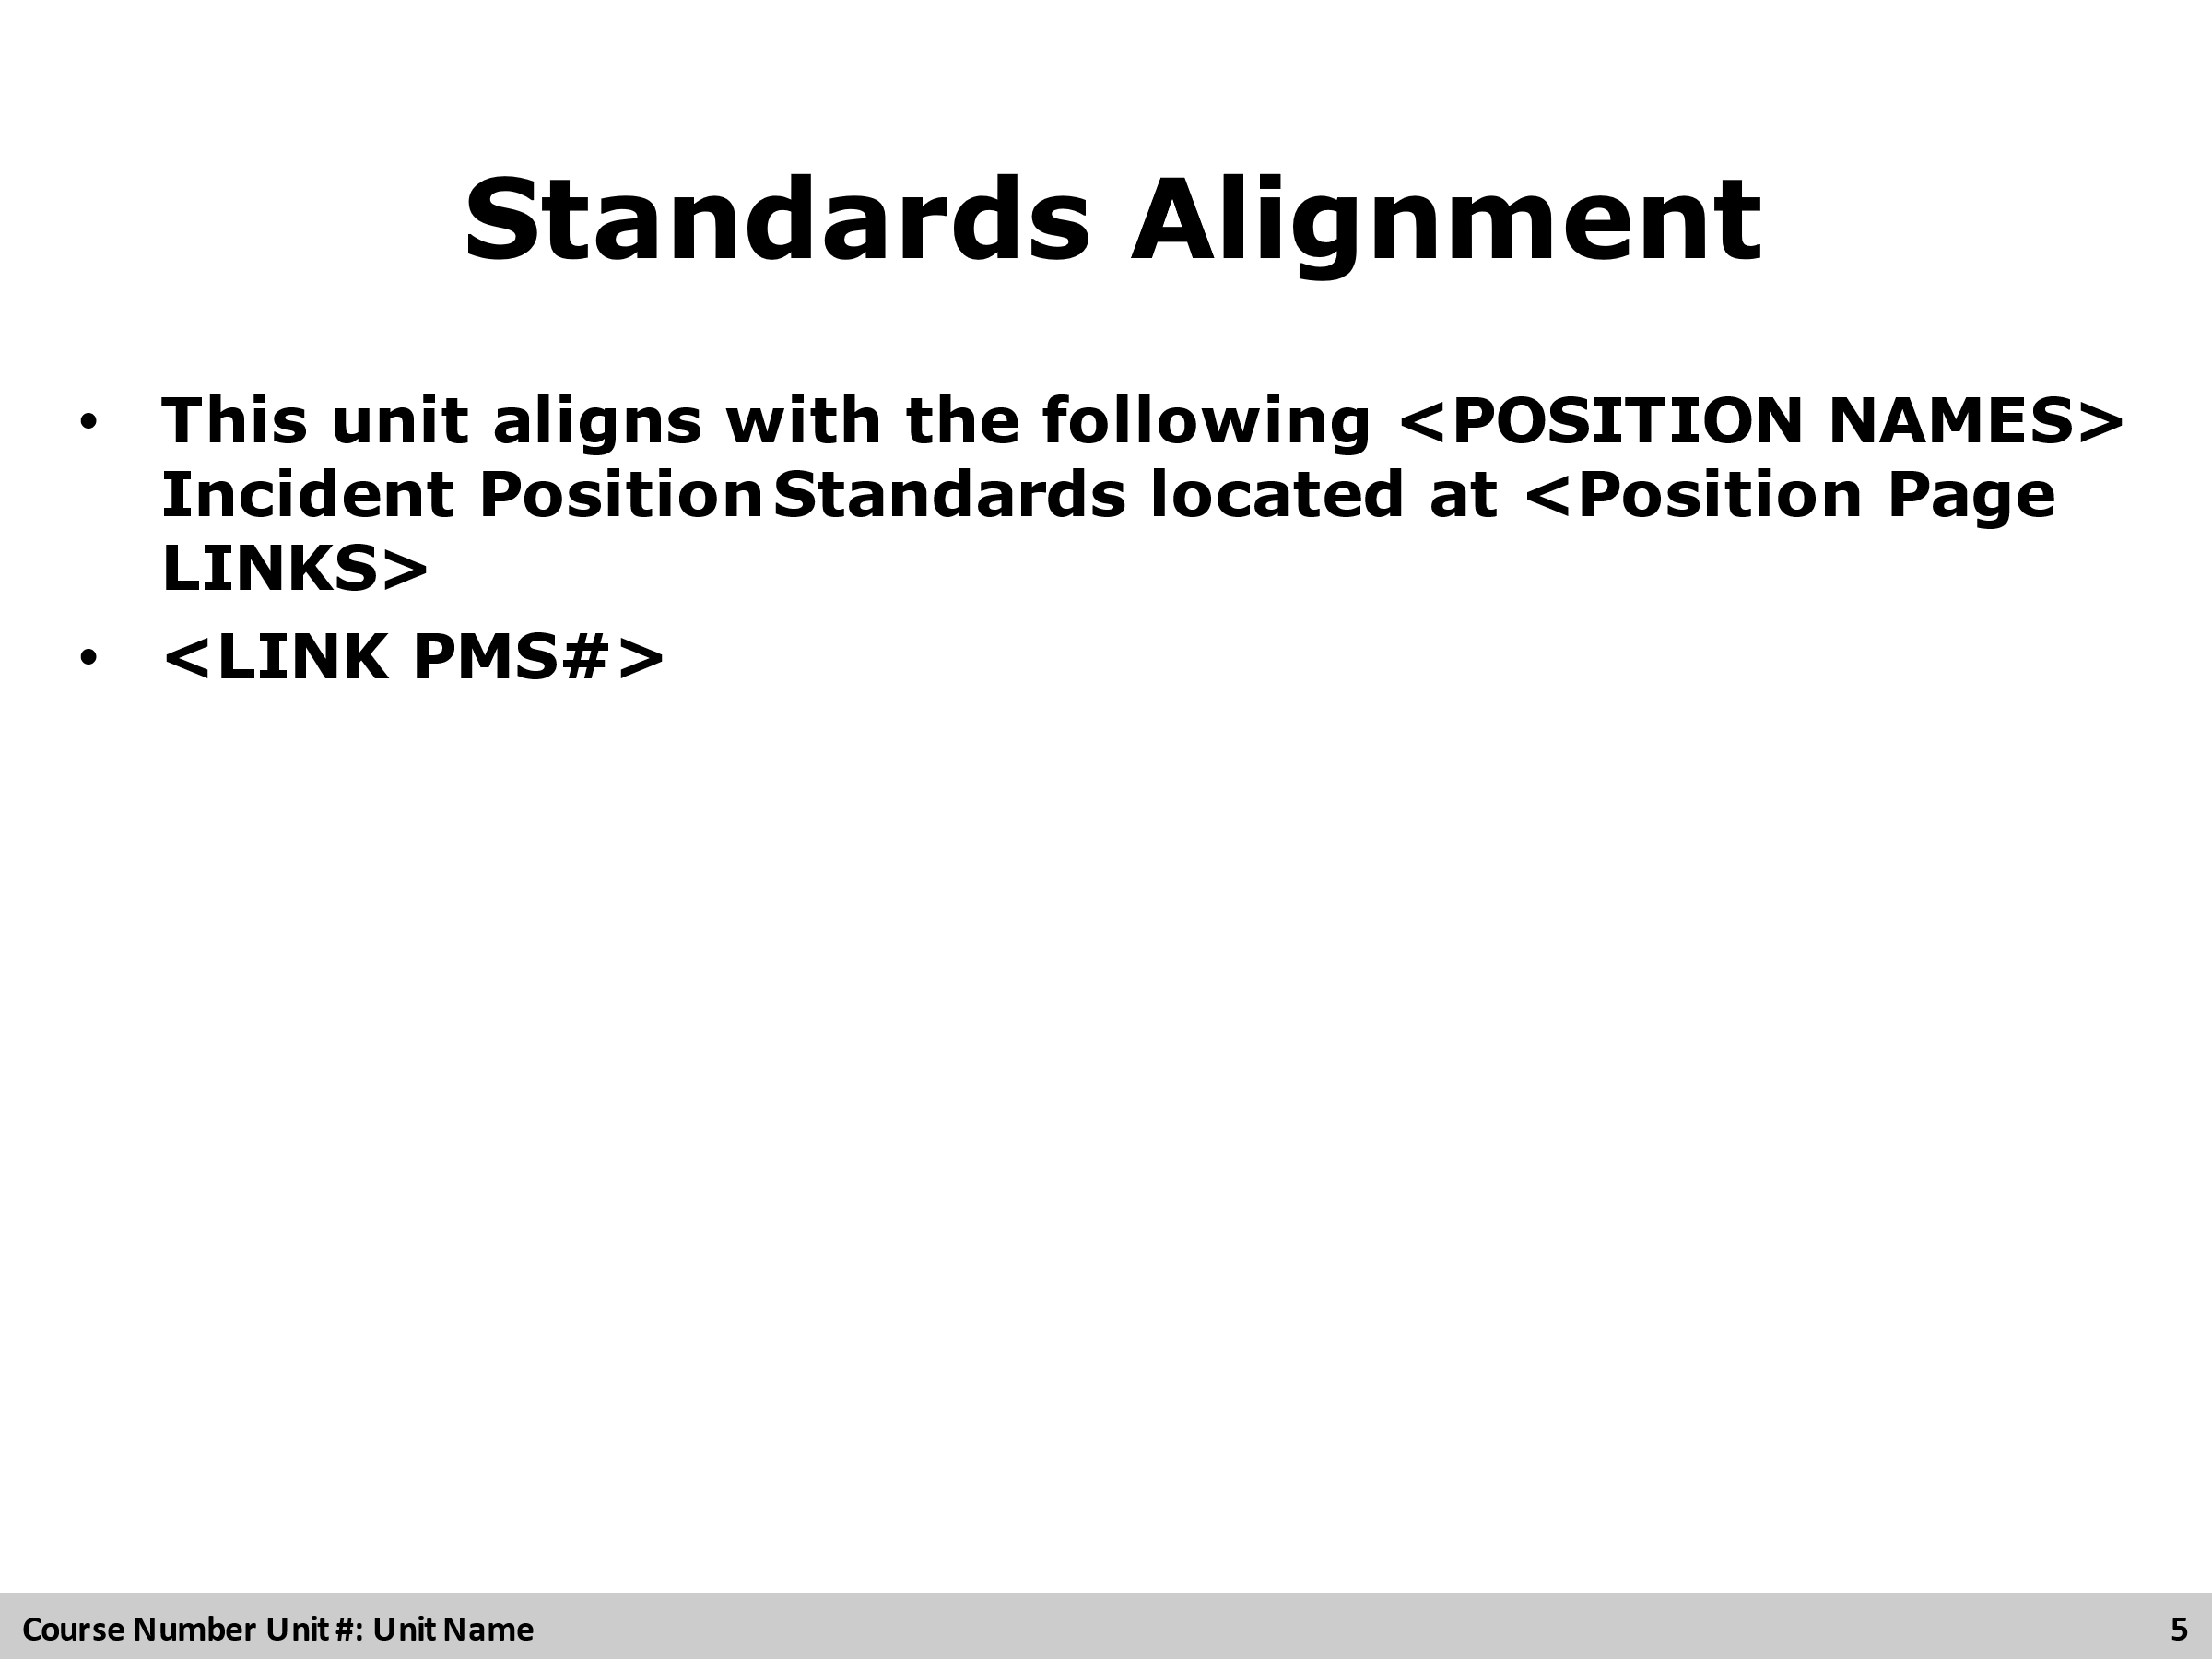 Standards Alignment
• This unit aligns with the following <POSITION NAMES>
Incident Position Standards located at <Position Page
LINKS>
• <LINK PMS#>
Course Number Unit #: Unit Name
5